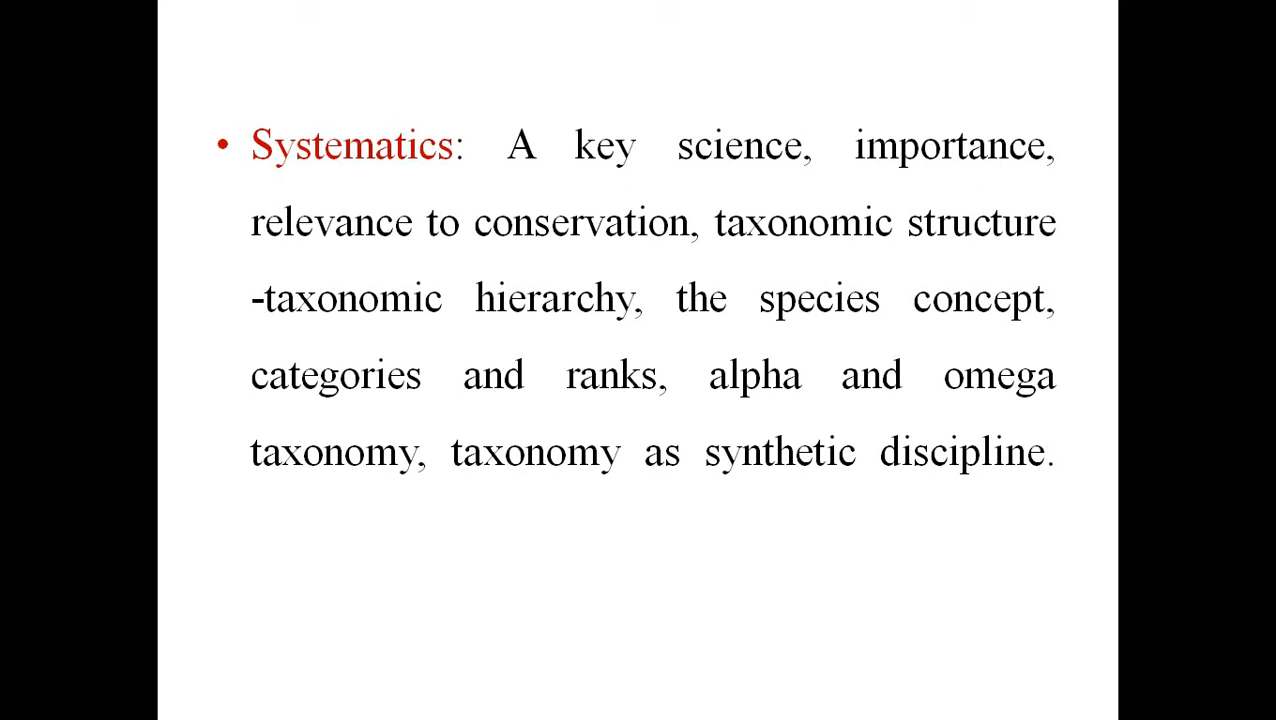 • Systematics: A key science, importance,
relevance to conservation, taxonomic structure
-taxonomic hierarchy, the species concept,
categories and ranks, alpha and omega
taxonomy, taxonomy as synthetic discipline.